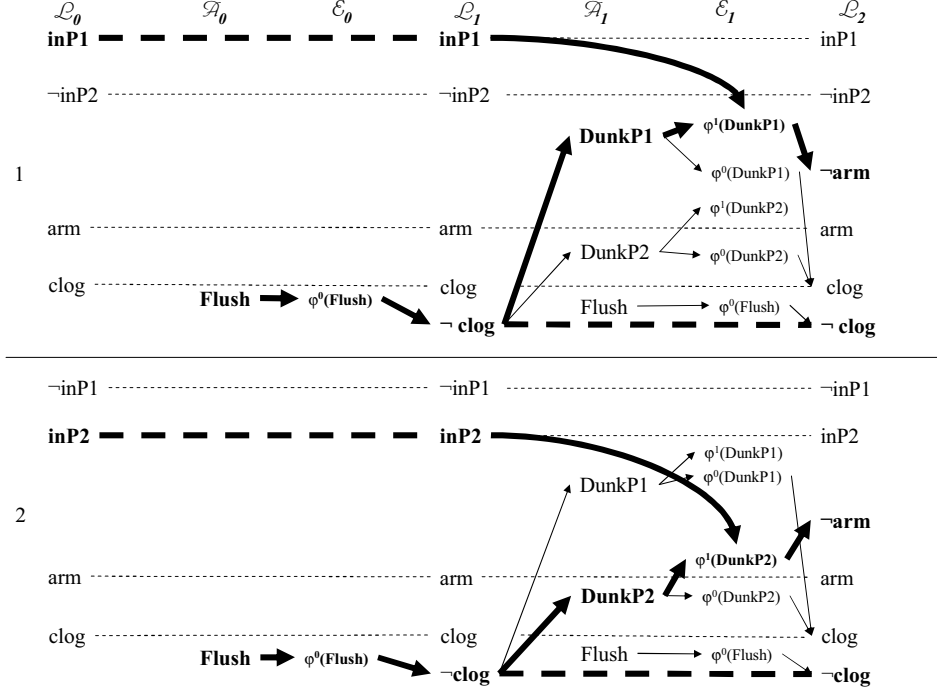 ℒ₀ 𝒜₀ ℰ₀ ℒ₁ 𝒜₁ ℰ₁ ℒ₂
inP1 inP1 inP1
¬inP2 ¬inP2 ¬inP2
DunkP1 φ¹(DunkP1)
1 φ⁰(DunkP1) ¬arm
φ¹(DunkP2)
arm arm arm
DunkP2 φ⁰(DunkP2)
clog clog clog
Flush φ⁰(Flush) Flush φ⁰(Flush)
¬ clog ¬ clog
¬inP1 ¬inP1 ¬inP1
inP2 inP2 inP2
φ¹(DunkP1)
DunkP1 φ⁰(DunkP1)
2 ¬arm
φ¹(DunkP2)
arm arm arm
DunkP2 φ⁰(DunkP2)
clog clog clog
Flush φ⁰(Flush) Flush φ⁰(Flush)
¬clog ¬clog